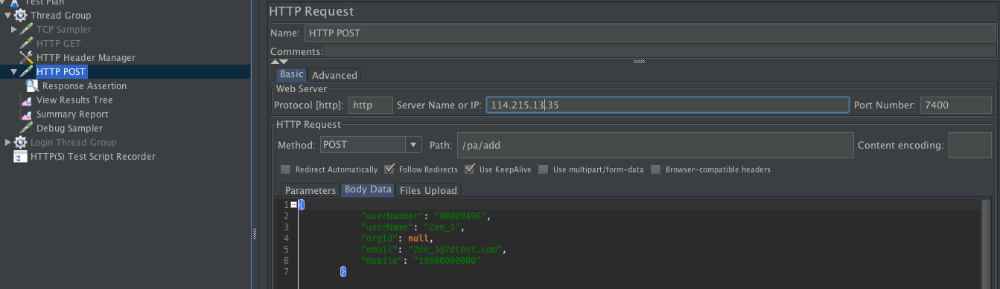 Test Plan
Thread Group
TCP Sampler
HTTP GET
HTTP Header Manager
HTTP POST
Response Assertion
View Results Tree
Summary Report
Debug Sampler
Login Thread Group
HTTP(S) Test Script Recorder
HTTP Request
Name: HTTP POST
Comments:
Basic Advanced
Web Server
Protocol [http]: http Server Name or IP: 114.215.13.35 Port Number: 7400
HTTP Request
Method: POST Path: /pa/add Content encoding:
Redirect Automatically Follow Redirects Use KeepAlive Use multipart/form-data Browser-compatible headers
Parameters Body Data Files Upload
1 {
2 "userNumber": "00009496",
3 "userName": "Zee_1",
4 "orgId": null,
5 "email": "Zee_1@7dtest.com",
6 "mobile": "18600000000"
7 }